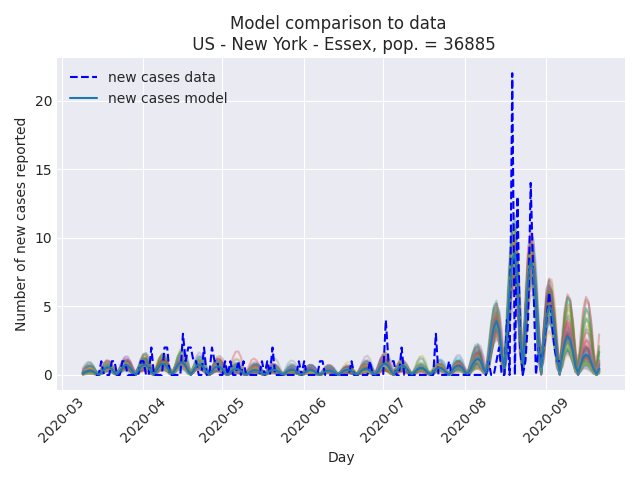 Model comparison to data
US - New York - Essex, pop. = 36885
new cases data
new cases model
Number of new cases reported
20
15
10
5
0
2020-03
2020-04
2020-05
2020-06
2020-07
2020-08
2020-09
Day